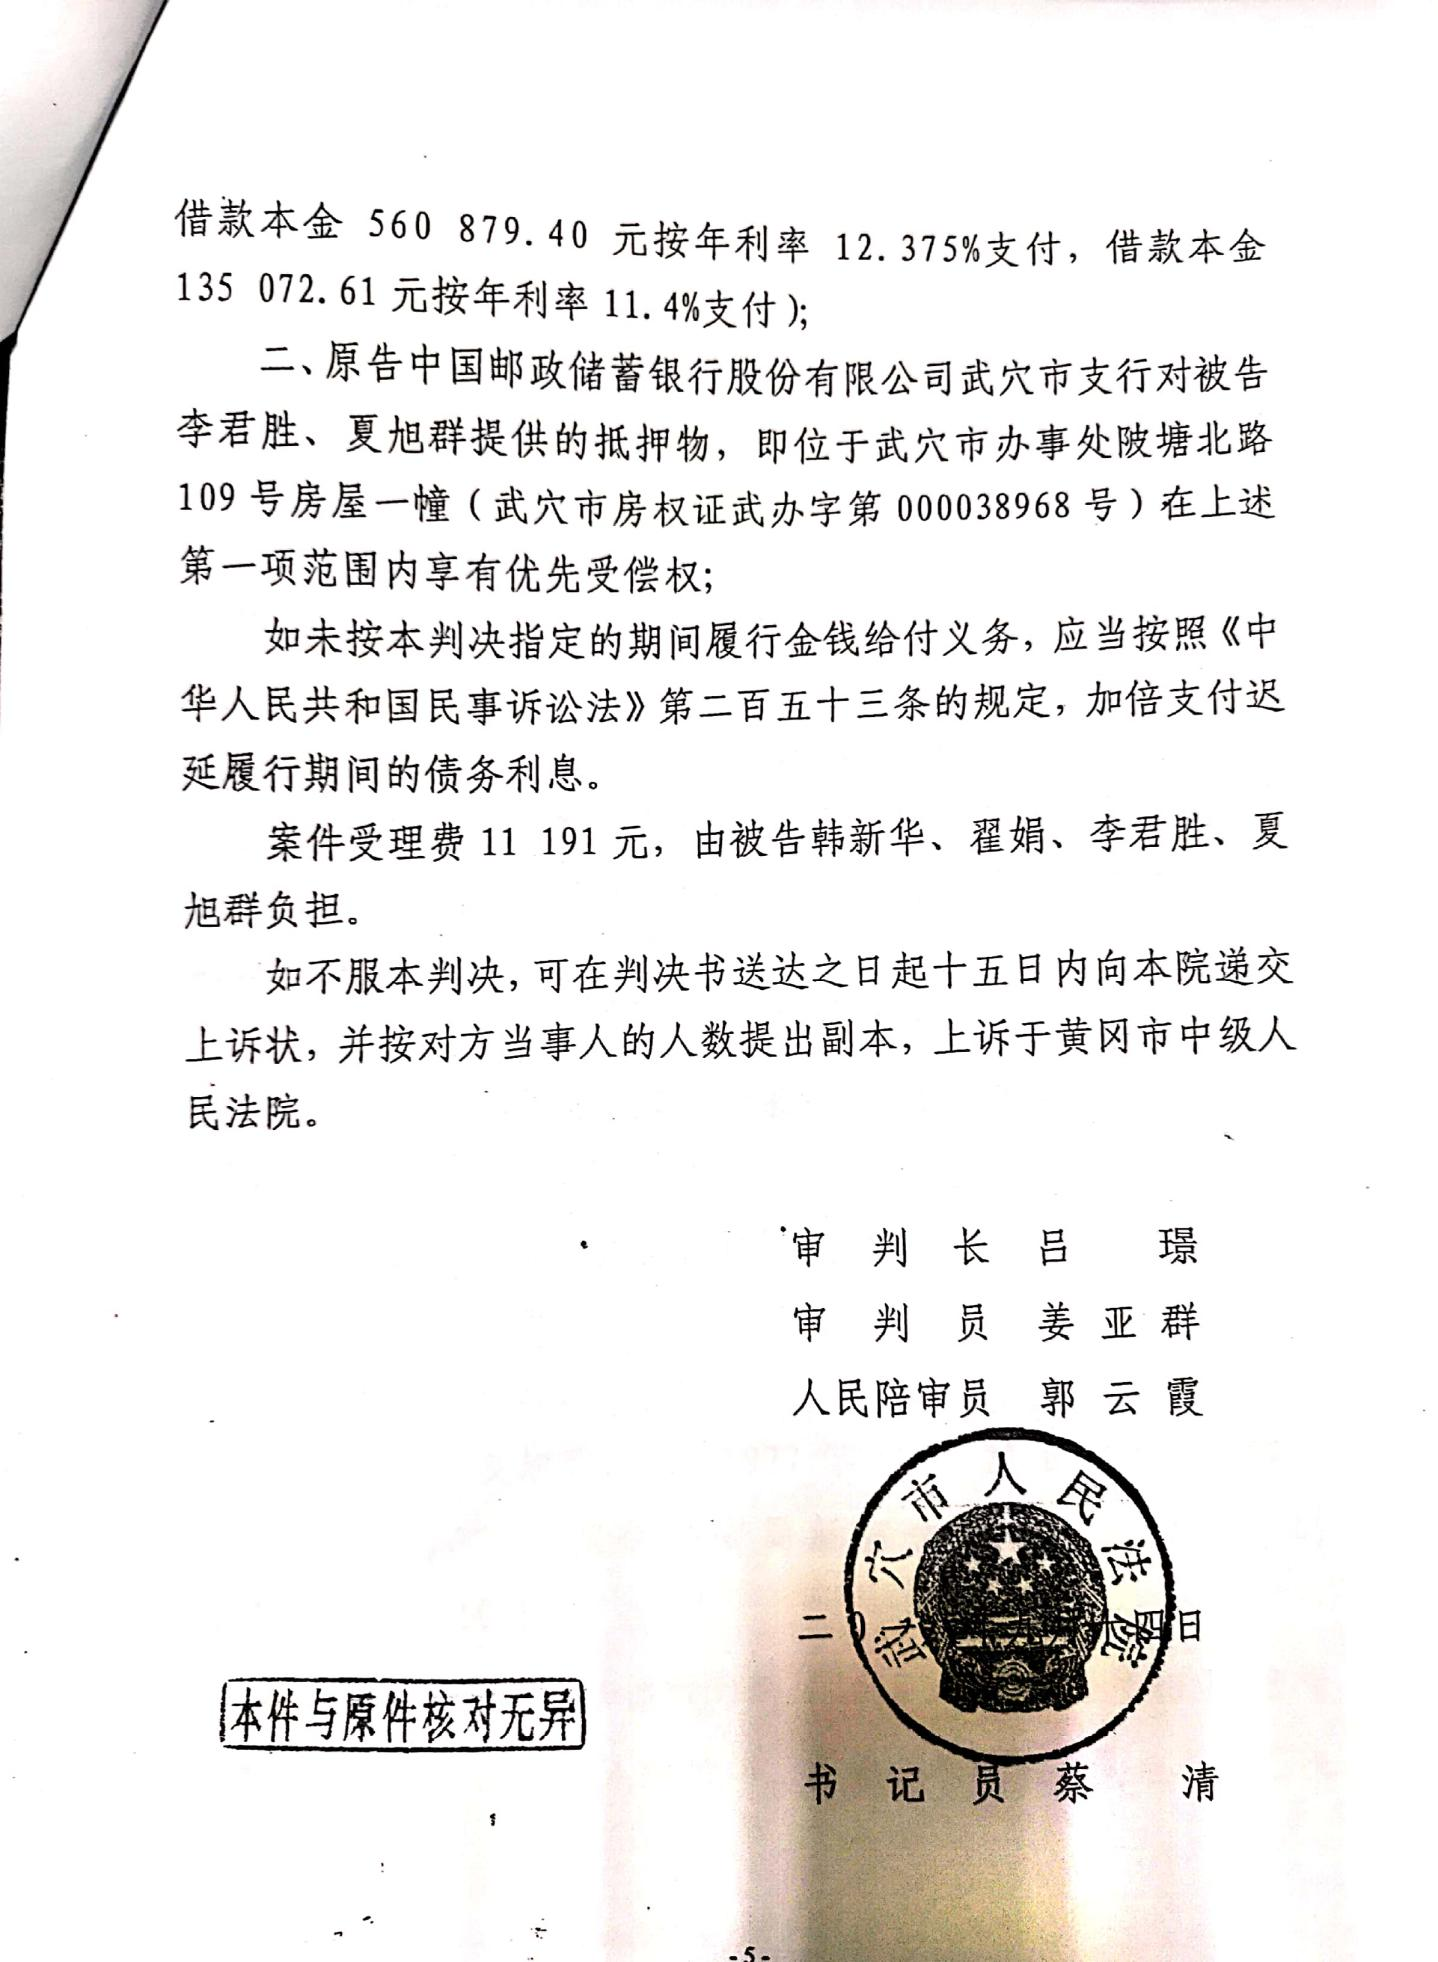 借款本金 560 879.40 元按年利率 12.375%支付，借款本金
135 072.61 元按年利率 11.4%支付);
二、原告中国邮政储蓄银行股份有限公司武穴市支行对被告
李君胜、夏旭群提供的抵押物，即位于武穴市办事处陂塘北路
109 号房屋一幢（武穴市房权证武办字第 000038968 号）在上述
第一项范围内享有优先受偿权;
如未按本判决指定的期间履行金钱给付义务，应当按照《中
华人民共和国民事诉讼法》第二百五十三条的规定，加倍支付迟
延履行期间的债务利息。
案件受理费 11 191 元，由被告韩新华、翟娟、李君胜、夏
旭群负担。
如不服本判决，可在判决书送达之日起十五日内向本院递交
上诉状，并按对方当事人的人数提出副本，上诉于黄冈市中级人
民法院。
审 判 长 吕 璟
审 判 员 姜 亚 群
人民陪审员 郭 云 霞
武穴市人民法院
二〇 四日
本件与原件核对无异
书 记 员 蔡 清
-5-